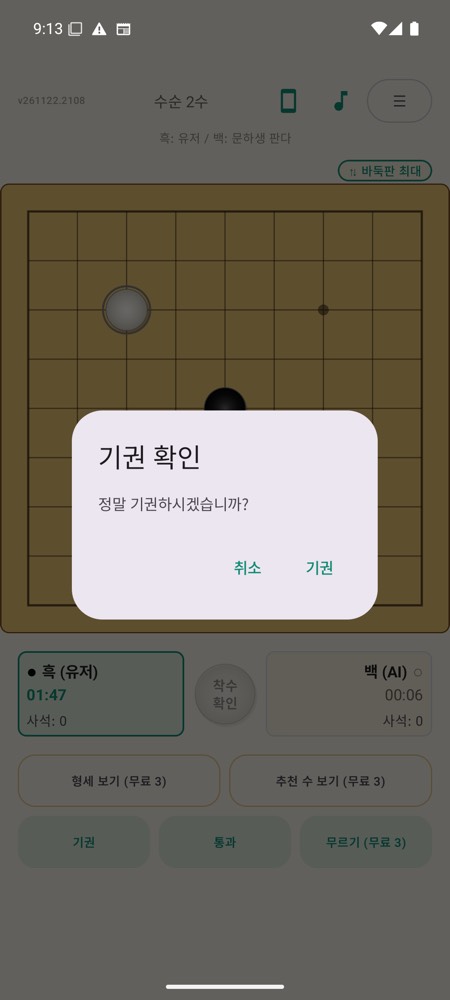 9:13
v261122.2108
수순 2수
흑: 유저 / 백: 문하생 판다
↑↓ 바둑판 최대
기권 확인
정말 기권하시겠습니까?
취소
기권
● 흑 (유저)
01:47
사석: 0
착수
확인
백 (AI) ○
00:06
사석: 0
형세 보기 (무료 3)
추천 수 보기 (무료 3)
기권
통과
무르기 (무료 3)